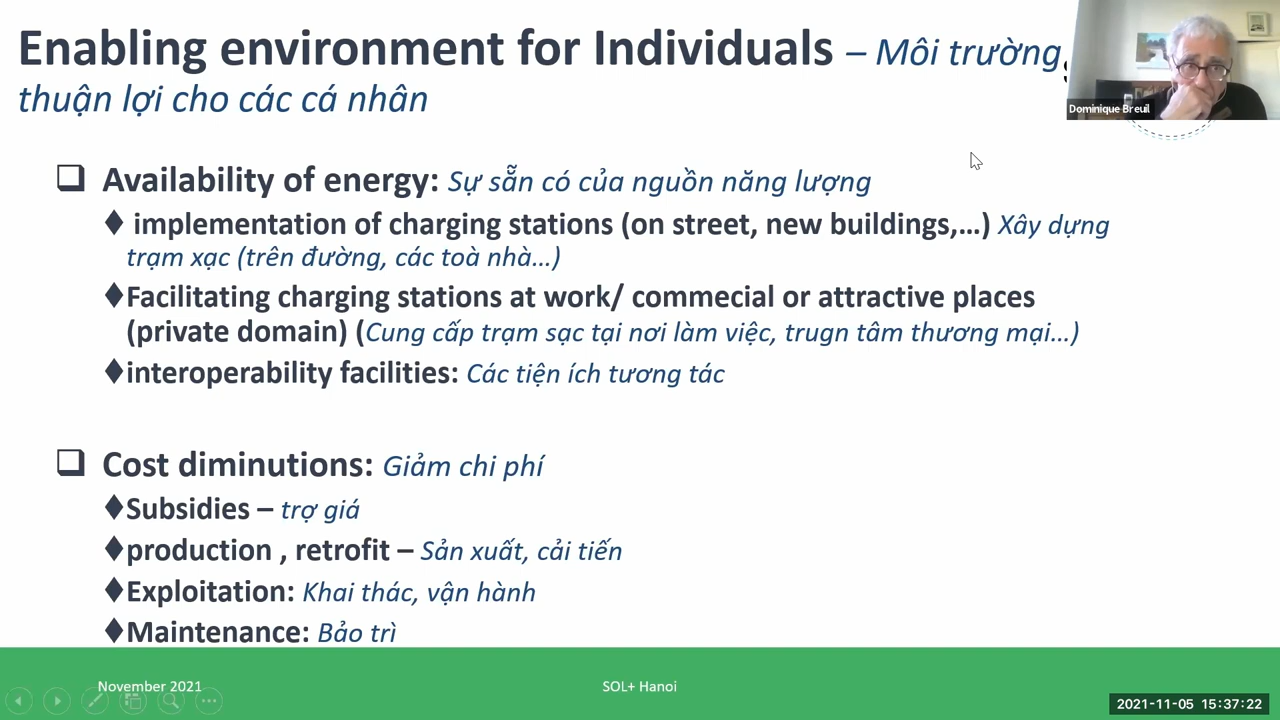 Enabling environment for Individuals – Môi trường
thuận lợi cho các cá nhân
Dominique Breuil
❑ Availability of energy: Sự sẵn có của nguồn năng lượng
♦ implementation of charging stations (on street, new buildings,…) Xây dựng
trạm xạc (trên đường, các toà nhà…)
♦Facilitating charging stations at work/ commecial or attractive places
(private domain) (Cung cấp trạm sạc tại nơi làm việc, trugn tâm thương mại…)
♦interoperability facilities: Các tiện ích tương tác
❑ Cost diminutions: Giảm chi phí
♦Subsidies – trợ giá
♦production , retrofit – Sản xuất, cải tiến
♦Exploitation: Khai thác, vận hành
♦Maintenance: Bảo trì
November 2021
SOL+ Hanoi
2021-11-05 15:37:22